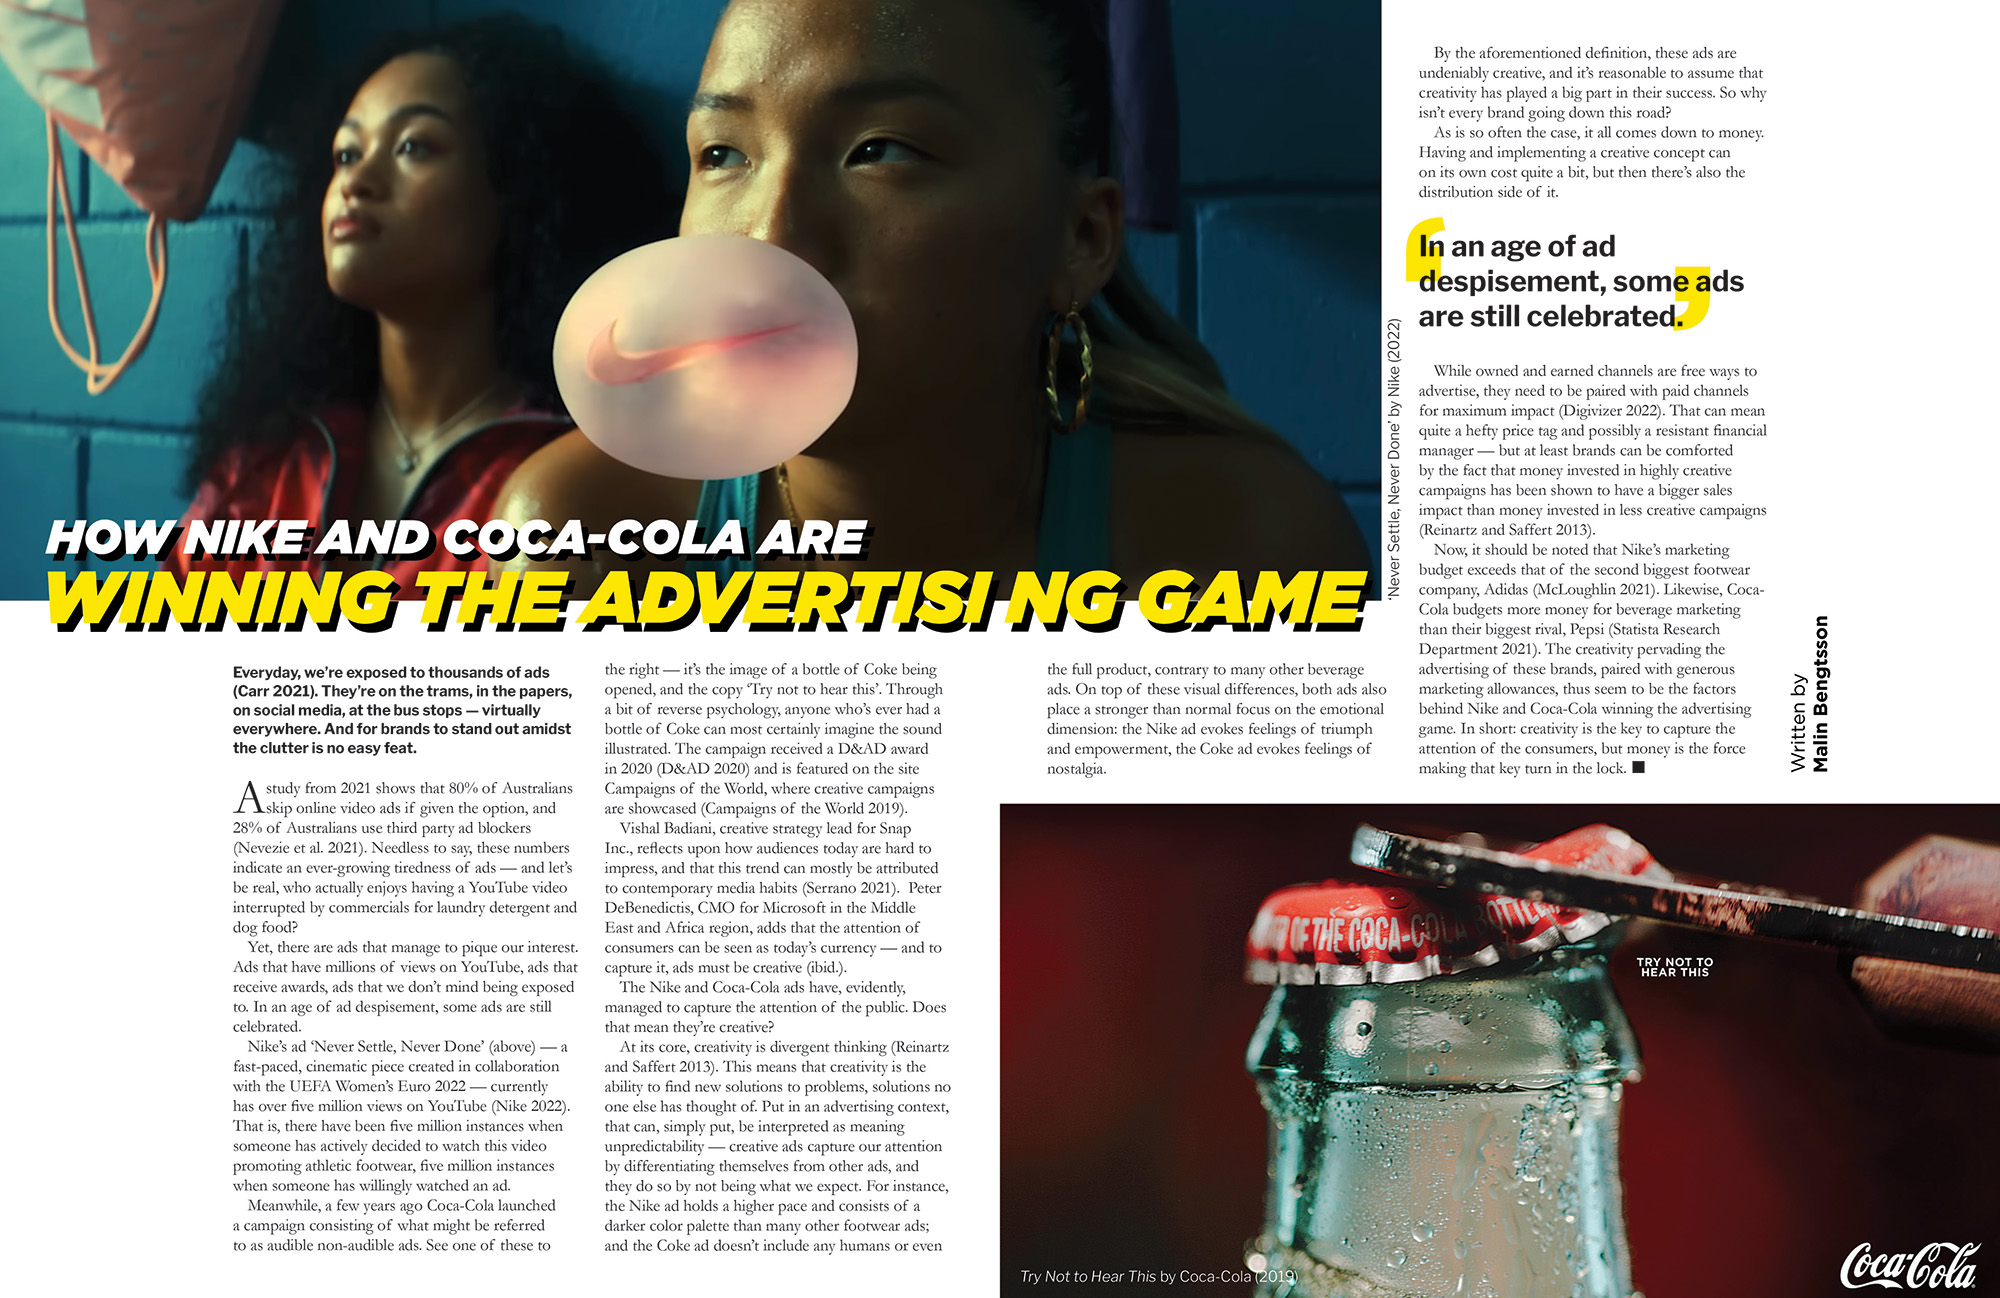 HOW NIKE AND COCA-COLA ARE
WINNING THE ADVERTISI NG GAME
'Never Settle, Never Done' by Nike (2022)
Everyday, we're exposed to thousands of ads
(Carr 2021). They're on the trams, in the papers,
on social media, at the bus stops — virtually
everywhere. And for brands to stand out amidst
the clutter is no easy feat.
A study from 2021 shows that 80% of Australians
skip online video ads if given the option, and
28% of Australians use third party ad blockers
(Nevezie et al. 2021). Needless to say, these numbers
indicate an ever-growing tiredness of ads — and let's
be real, who actually enjoys having a YouTube video
interrupted by commercials for laundry detergent and
dog food?
Yet, there are ads that manage to pique our interest.
Ads that have millions of views on YouTube, ads that
receive awards, ads that we don't mind being exposed
to. In an age of ad despisement, some ads are still
celebrated.
Nike's ad 'Never Settle, Never Done' (above) — a
fast-paced, cinematic piece created in collaboration
with the UEFA Women's Euro 2022 — currently
has over five million views on YouTube (Nike 2022).
That is, there have been five million instances when
someone has actively decided to watch this video
promoting athletic footwear, five million instances
when someone has willingly watched an ad.
Meanwhile, a few years ago Coca-Cola launched
a campaign consisting of what might be referred
to as audible non-audible ads. See one of these to
the right — it's the image of a bottle of Coke being
opened, and the copy 'Try not to hear this'. Through
a bit of reverse psychology, anyone who's ever had a
bottle of Coke can most certainly imagine the sound
illustrated. The campaign received a D&AD award
in 2020 (D&AD 2020) and is featured on the site
Campaigns of the World, where creative campaigns
are showcased (Campaigns of the World 2019).
Vishal Badiani, creative strategy lead for Snap
Inc., reflects upon how audiences today are hard to
impress, and that this trend can mostly be attributed
to contemporary media habits (Serrano 2021). Peter
DeBenedictis, CMO for Microsoft in the Middle
East and Africa region, adds that the attention of
consumers can be seen as today's currency — and to
capture it, ads must be creative (ibid.).
The Nike and Coca-Cola ads have, evidently,
managed to capture the attention of the public. Does
that mean they're creative?
At its core, creativity is divergent thinking (Reinartz
and Saffert 2013). This means that creativity is the
ability to find new solutions to problems, solutions no
one else has thought of. Put in an advertising context,
that can, simply put, be interpreted as meaning
unpredictability — creative ads capture our attention
by differentiating themselves from other ads, and
they do so by not being what we expect. For instance,
the Nike ad holds a higher pace and consists of a
darker color palette than many other footwear ads;
and the Coke ad doesn't include any humans or even
the full product, contrary to many other beverage
ads. On top of these visual differences, both ads also
place a stronger than normal focus on the emotional
dimension: the Nike ad evokes feelings of triumph
and empowerment, the Coke ad evokes feelings of
nostalgia.
By the aforementioned definition, these ads are
undeniably creative, and it's reasonable to assume that
creativity has played a big part in their success. So why
isn't every brand going down this road?
As is so often the case, it all comes down to money.
Having and implementing a creative concept can
on its own cost quite a bit, but then there's also the
distribution side of it.
'In an age of ad
despisement, some ads
are still celebrated.'
While owned and earned channels are free ways to
advertise, they need to be paired with paid channels
for maximum impact (Digivizer 2022). That can mean
quite a hefty price tag and possibly a resistant financial
manager — but at least brands can be comforted
by the fact that money invested in highly creative
campaigns has been shown to have a bigger sales
impact than money invested in less creative campaigns
(Reinartz and Saffert 2013).
Now, it should be noted that Nike's marketing
budget exceeds that of the second biggest footwear
company, Adidas (McLoughlin 2021). Likewise, Coca-
Cola budgets more money for beverage marketing
than their biggest rival, Pepsi (Statista Research
Department 2021). The creativity pervading the
advertising of these brands, paired with generous
marketing allowances, thus seem to be the factors
behind Nike and Coca-Cola winning the advertising
game. In short: creativity is the key to capture the
attention of the consumers, but money is the force
making that key turn in the lock.
Written by
Malin Bengtsson
OF THE COCA-COLA BOTTLE
TRY NOT TO
HEAR THIS
Try Not to Hear This by Coca-Cola (2019)
Coca-Cola